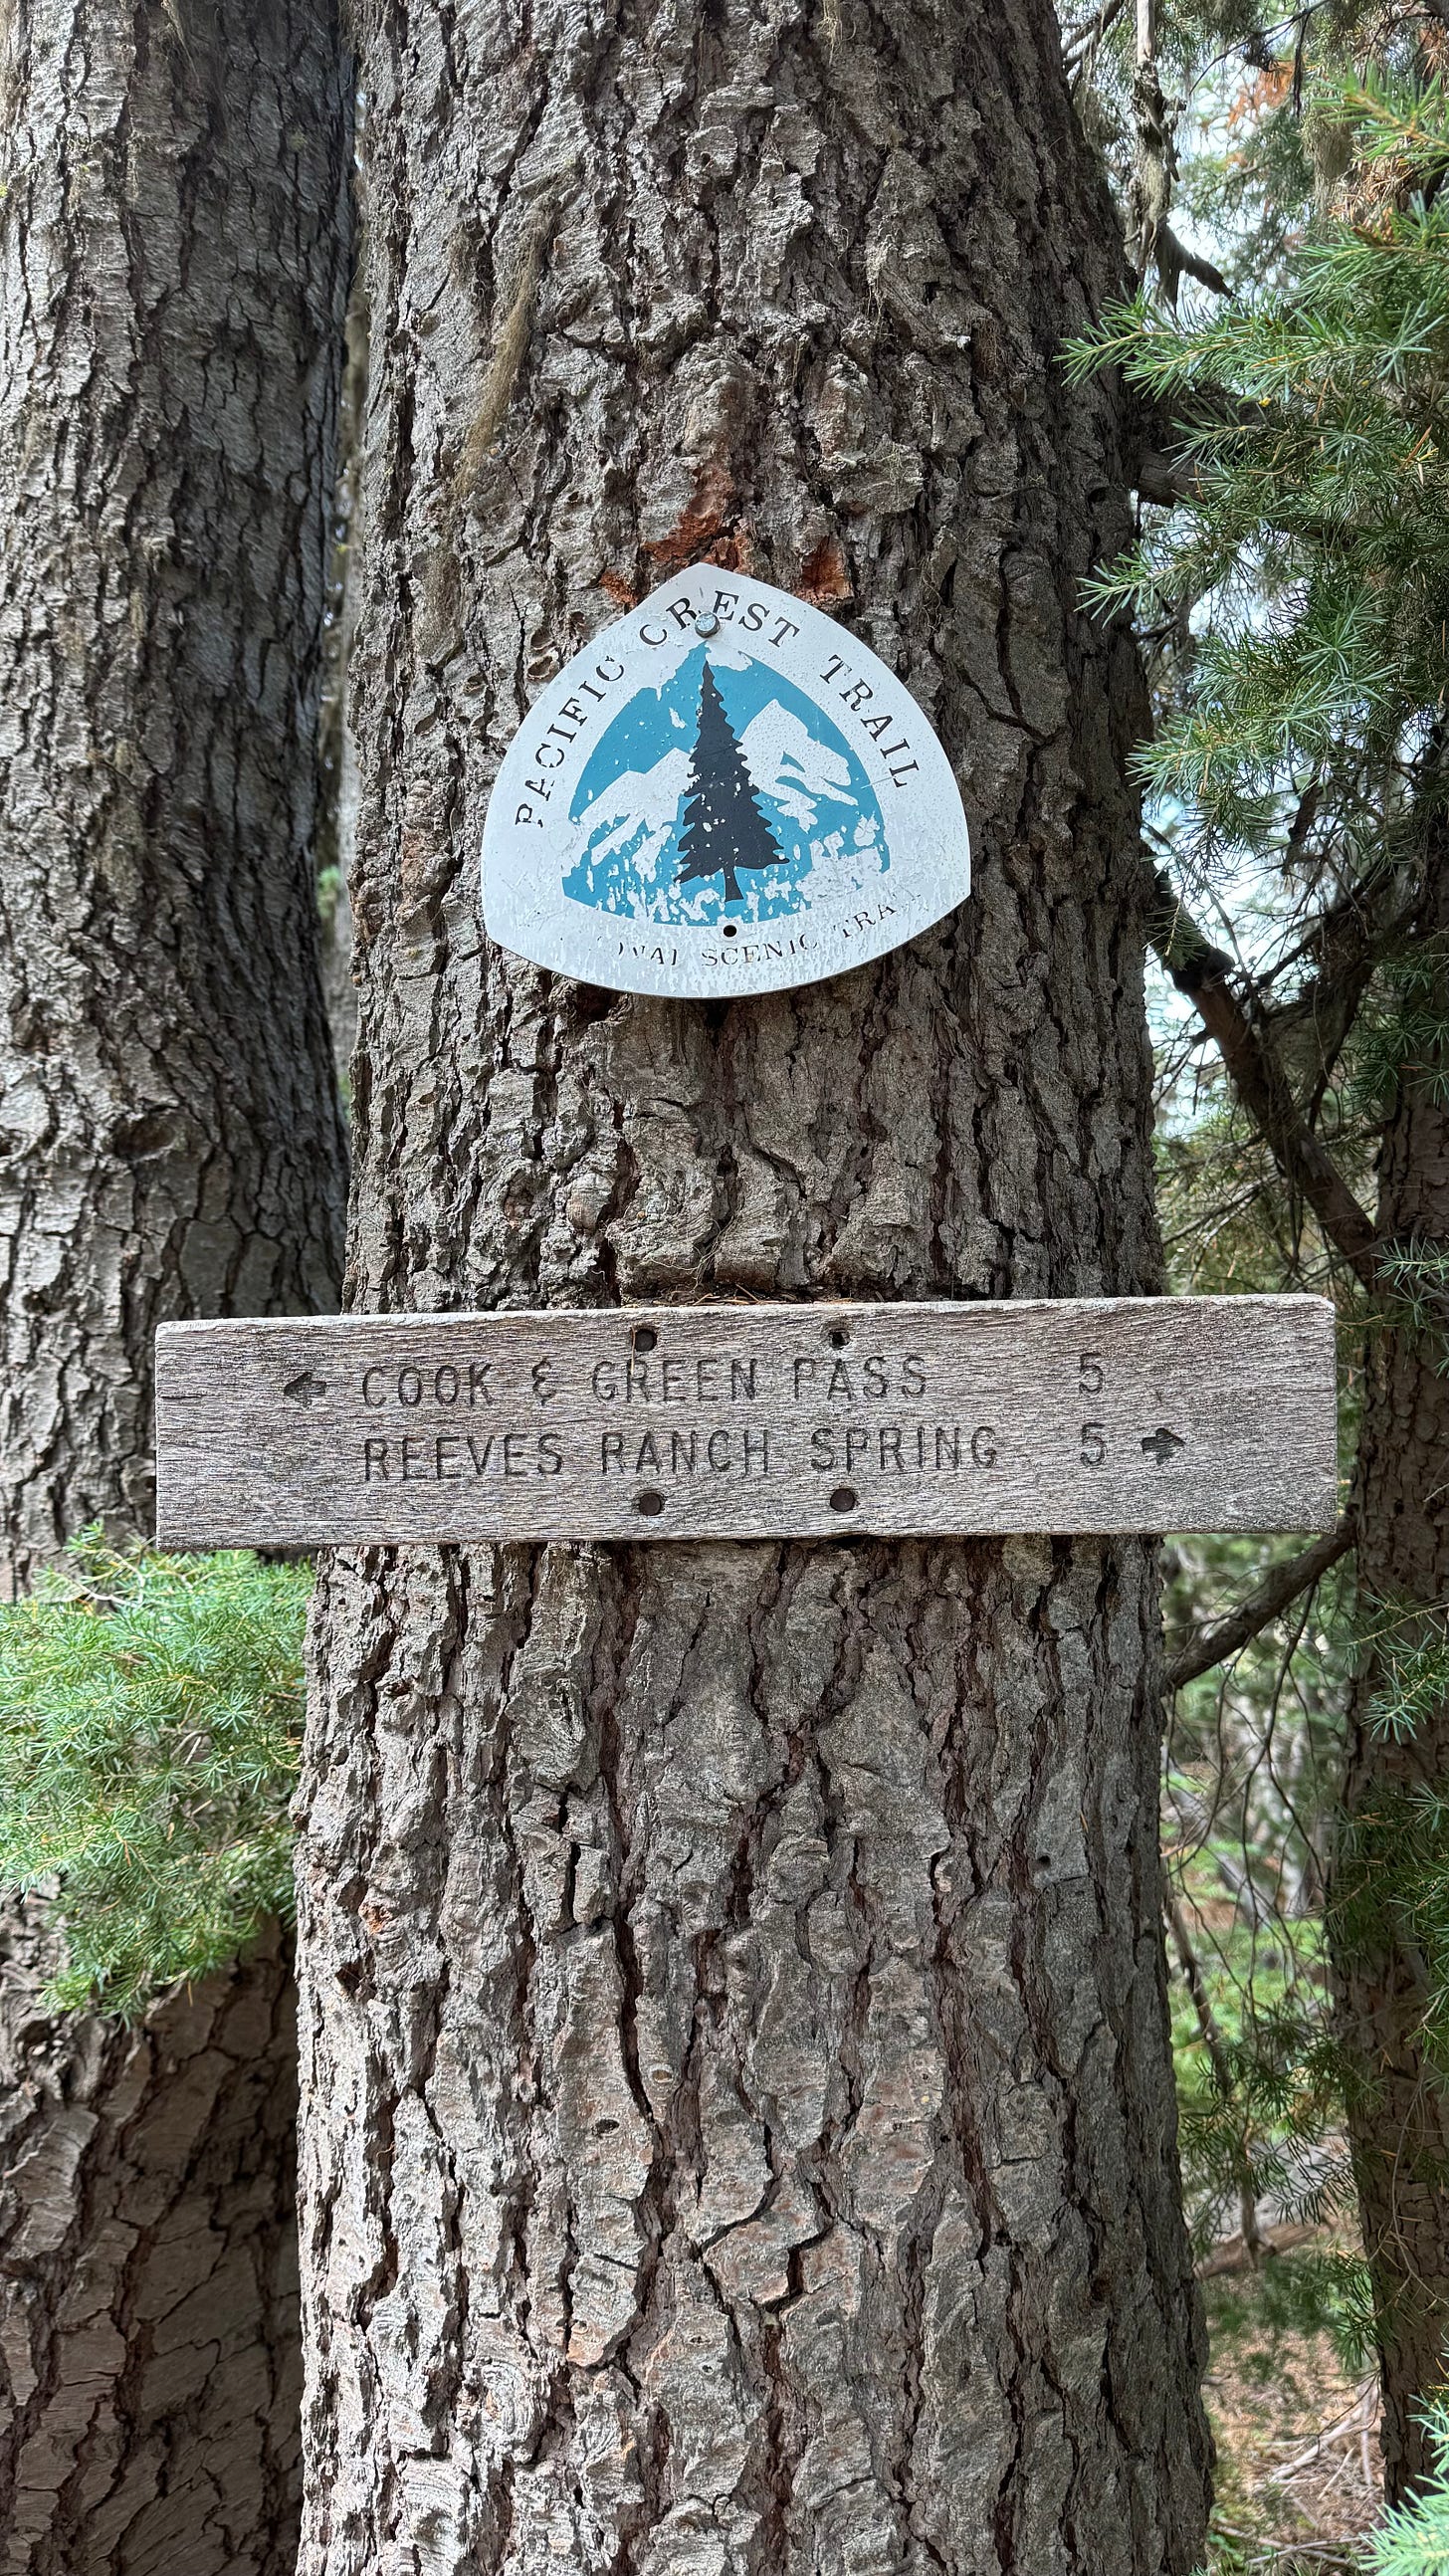 PACIFIC CREST TRAIL
SCENIC
← COOK & GREEN PASS 5
REEVES RANCH SPRING 5 →